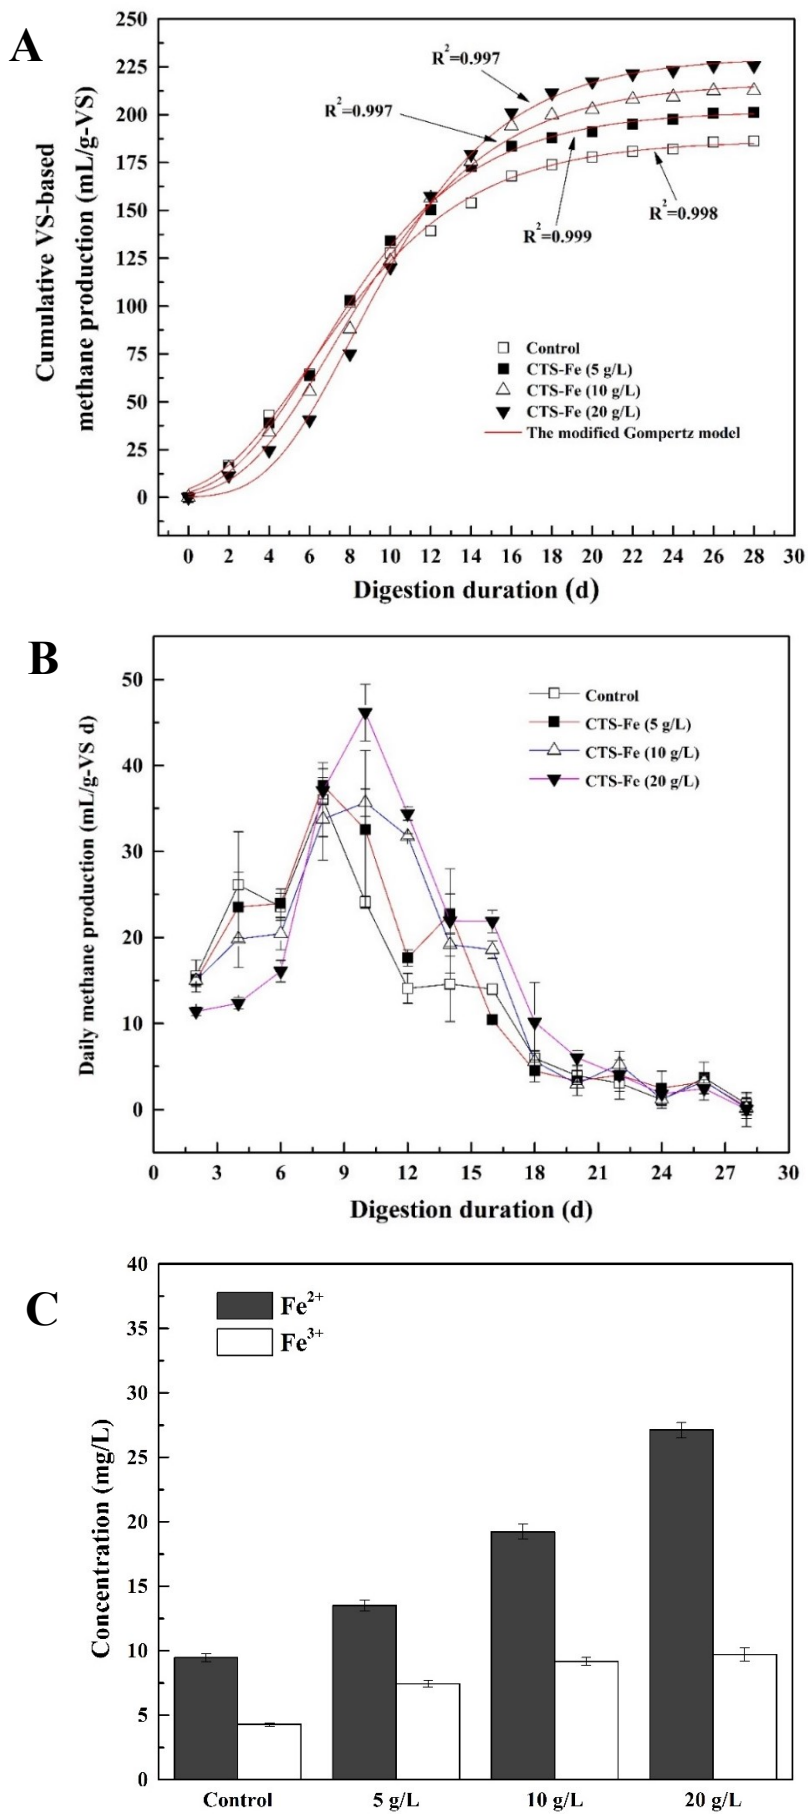 A
Cumulative VS-based
methane production (mL/g-VS)
250
225
200
175
150
125
100
75
50
25
0
R²=0.997
R²=0.997
R²=0.999
R²=0.998
Control
CTS-Fe (5 g/L)
CTS-Fe (10 g/L)
CTS-Fe (20 g/L)
The modified Gompertz model
0 2 4 6 8 10 12 14 16 18 20 22 24 26 28 30
Digestion duration (d)
B
Daily methane production (mL/g-VS d)
50
40
30
20
10
0
Control
CTS-Fe (5 g/L)
CTS-Fe (10 g/L)
CTS-Fe (20 g/L)
0 3 6 9 12 15 18 21 24 27 30
Digestion duration (d)
C
Concentration (mg/L)
40
35
30
25
20
15
10
5
0
Fe²⁺
Fe³⁺
Control 5 g/L 10 g/L 20 g/L